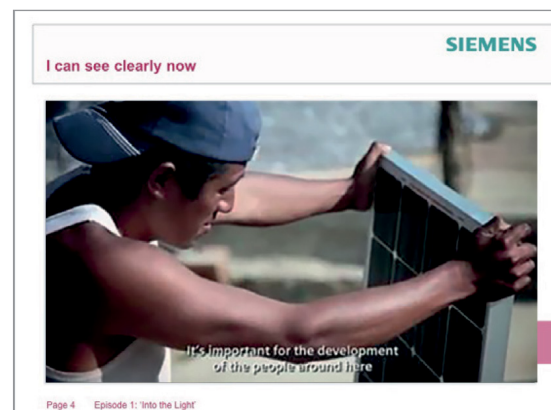 SIEMENS
I can see clearly now
It's important for the development
of the people around here
Page 4 Episode 1: 'Into the Light'